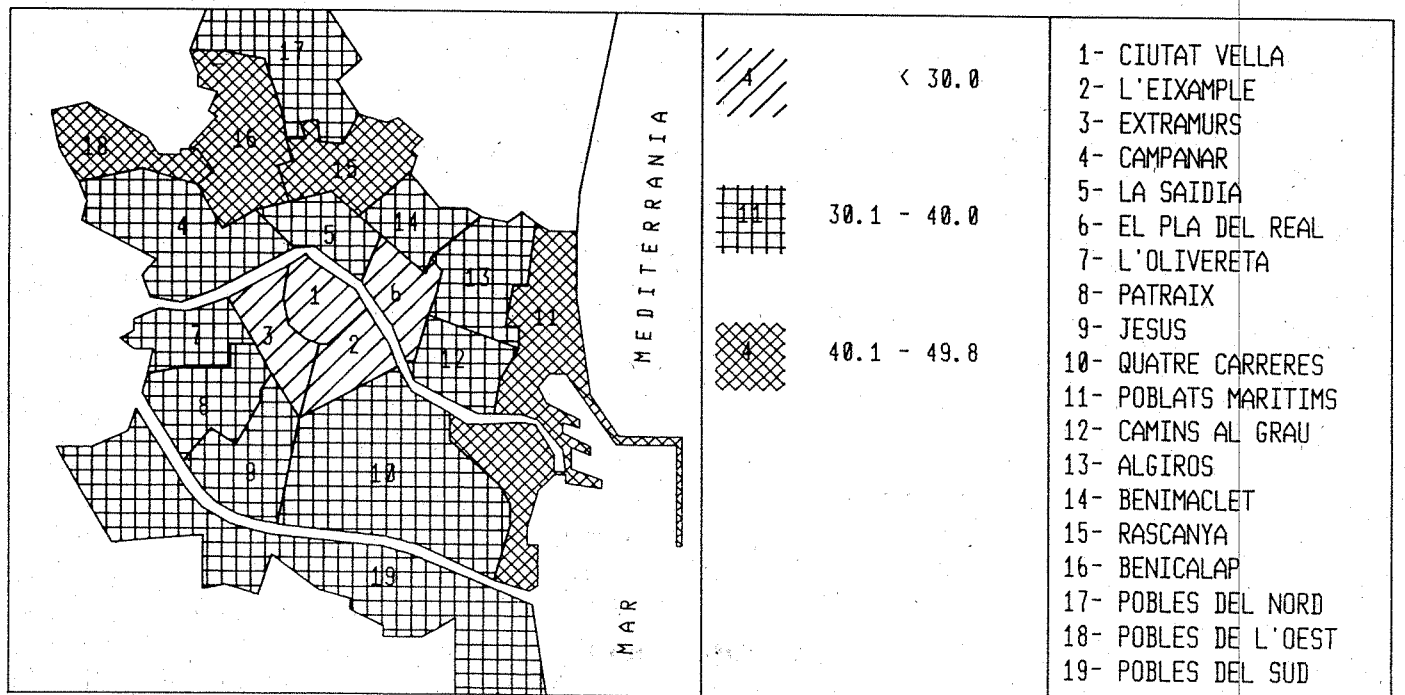 17
16
18
15
4
5
14
13
1
6
11
7
3
2
12
8
9
10
19
MAR MEDITERRANIA
4 < 30.0
11 30.1 - 40.0
4 40.1 - 49.8
1- CIUTAT VELLA
2- L'EIXAMPLE
3- EXTRAMURS
4- CAMPANAR
5- LA SAIDIA
6- EL PLA DEL REAL
7- L'OLIVERETA
8- PATRAIX
9- JESUS
10- QUATRE CARRERES
11- POBLATS MARITIMS
12- CAMINS AL GRAU
13- ALGIROS
14- BENIMACLET
15- RASCANYA
16- BENICALAP
17- POBLES DEL NORD
18- POBLES DE L'OEST
19- POBLES DEL SUD